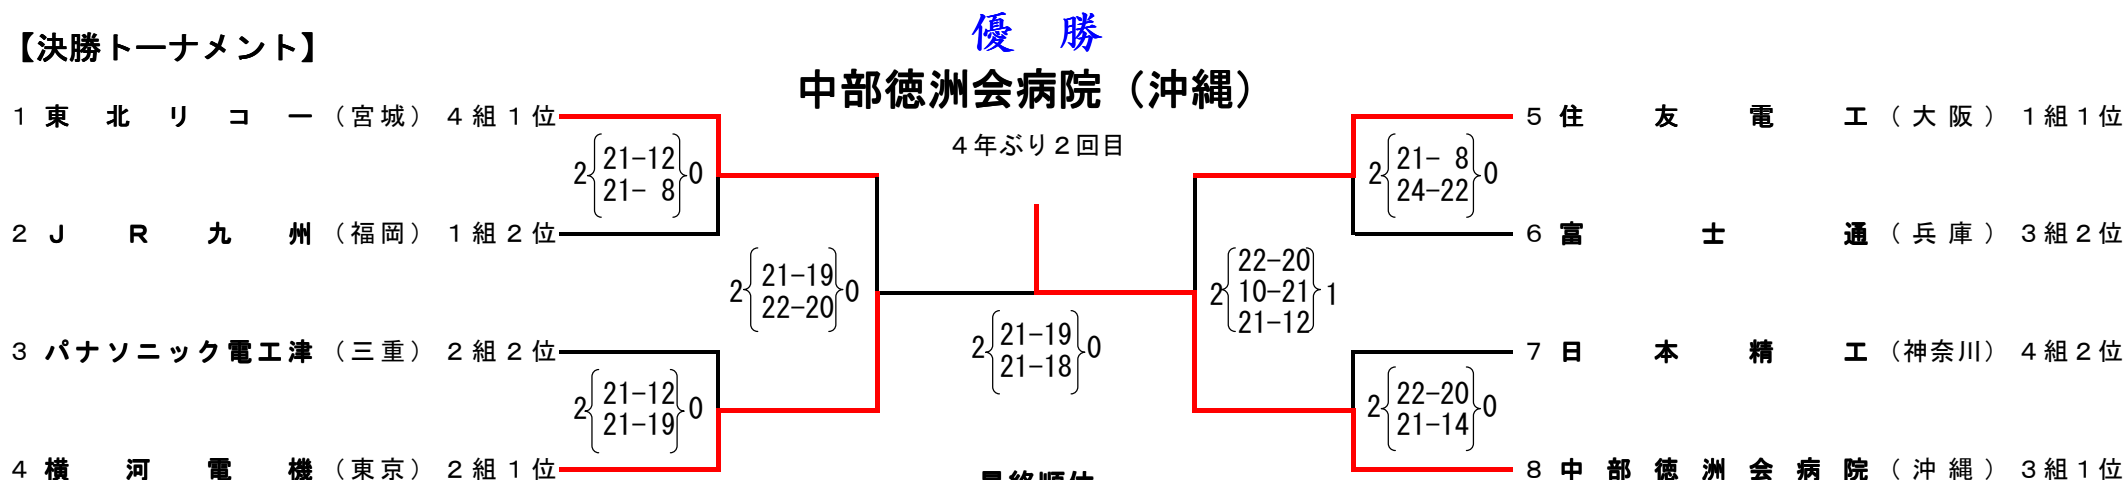 優　勝
【決勝トーナメント】
中部徳洲会病院（沖縄）
４年ぶり２回目
1 東北リコー（宮城）４組１位
5 住友電工（大阪）１組１位
2 21-12 0
21- 8
2 21- 8 0
24-22
2 ＪＲ九州（福岡）１組２位
6 富士通（兵庫）３組２位
2 21-19 0
22-20
2 22-20 1
10-21
21-12
2 21-19 0
21-18
3 パナソニック電工津（三重）２組２位
7 日本精工（神奈川）４組２位
2 21-12 0
21-19
2 22-20 0
21-14
4 横河電機（東京）２組１位
8 中部徳洲会病院（沖縄）３組１位
最終順位